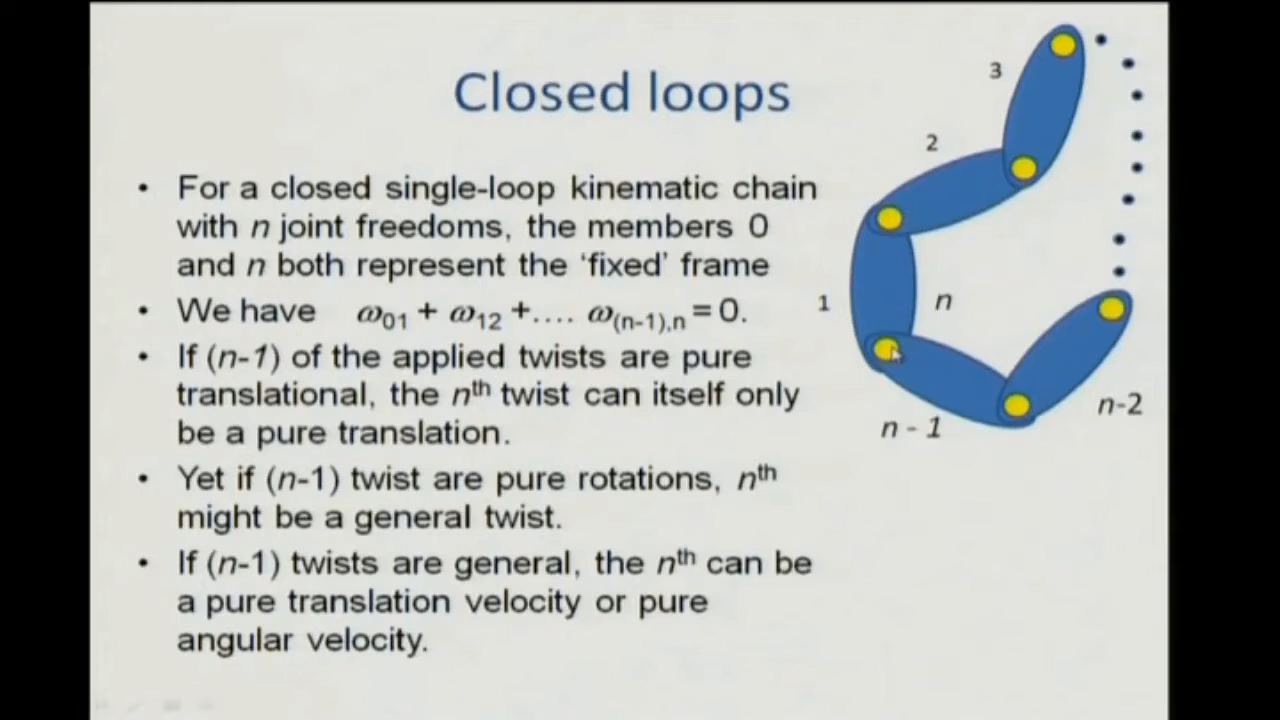 Closed loops
• For a closed single-loop kinematic chain
with n joint freedoms, the members 0
and n both represent the ‘fixed’ frame
• We have ω01 + ω12 +.... ω(n-1),n = 0.
• If (n-1) of the applied twists are pure
translational, the nth twist can itself only
be a pure translation.
• Yet if (n-1) twist are pure rotations, nth
might be a general twist.
• If (n-1) twists are general, the nth can be
a pure translation velocity or pure
angular velocity.
3
2
1
n
n-2
n - 1